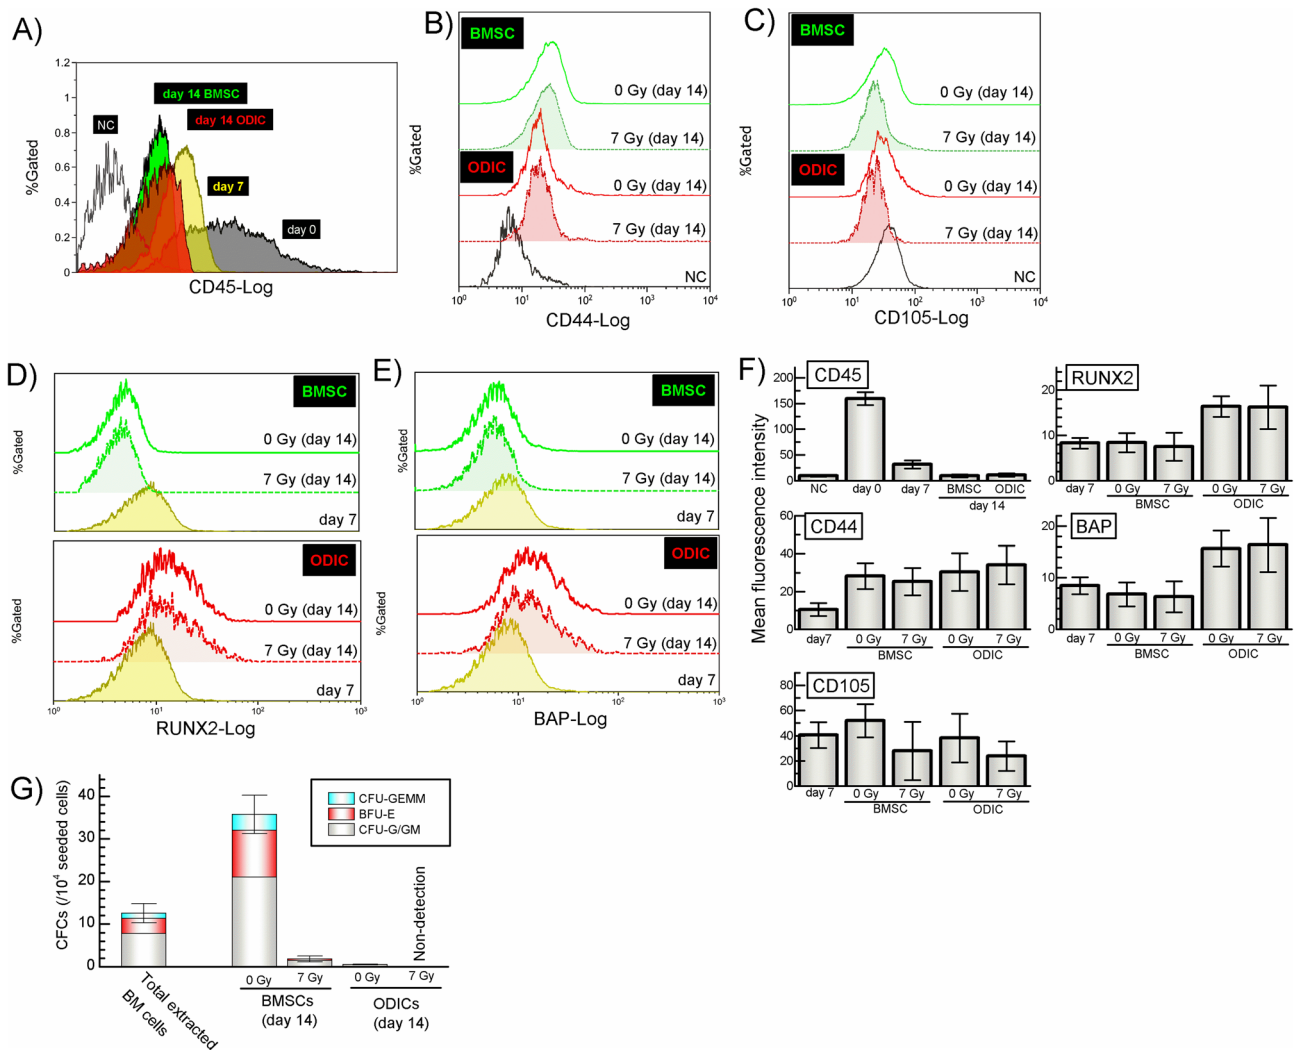 A)
%Gated
1.2
1
0.8
0.6
0.4
0.2
0
NC
day 14 BMSC
day 14 ODIC
day 7
day 0
CD45-Log
B)
%Gated
BMSC
0 Gy (day 14)
7 Gy (day 14)
ODIC
0 Gy (day 14)
7 Gy (day 14)
NC
10⁰ 10¹ 10² 10³ 10⁴
CD44-Log
C)
%Gated
BMSC
0 Gy (day 14)
7 Gy (day 14)
ODIC
0 Gy (day 14)
7 Gy (day 14)
NC
10⁰ 10¹ 10² 10³ 10⁴
CD105-Log
D)
%Gated
BMSC
0 Gy (day 14)
7 Gy (day 14)
day 7
%Gated
ODIC
0 Gy (day 14)
7 Gy (day 14)
day 7
10⁰ 10¹ 10² 10³
RUNX2-Log
E)
%Gated
BMSC
0 Gy (day 14)
7 Gy (day 14)
day 7
%Gated
ODIC
0 Gy (day 14)
7 Gy (day 14)
day 7
10⁰ 10¹ 10² 10³
BAP-Log
F)
Mean fluorescence intensity
CD45
200
150
100
50
0
NC day 0 day 7 BMSC ODIC
day 14
RUNX2
20
10
0
day 7 0 Gy 7 Gy 0 Gy 7 Gy
BMSC ODIC
CD44
60
40
20
0
day7 0 Gy 7 Gy 0 Gy 7 Gy
BMSC ODIC
BAP
20
10
0
day 7 0 Gy 7 Gy 0 Gy 7 Gy
BMSC ODIC
CD105
80
60
40
20
0
day 7 0 Gy 7 Gy 0 Gy 7 Gy
BMSC ODIC
G)
CFCs (/10⁴ seeded cells)
40
30
20
10
0
CFU-GEMM
BFU-E
CFU-G/GM
Non-detection
Total extracted
BM cells
0 Gy 7 Gy 0 Gy 7 Gy
BMSCs ODICs
(day 14) (day 14)